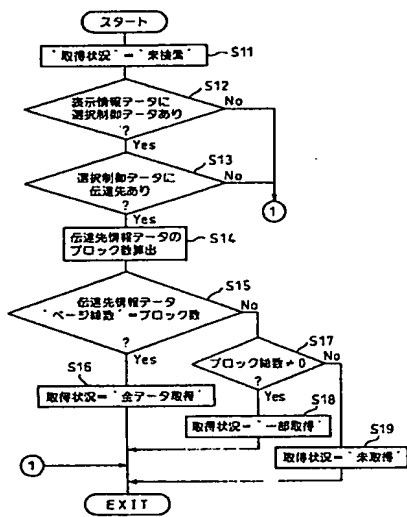 スタート
"取得状況"="未検索"
S11
S12
表示情報データに
選択制御データあり
?
No
Yes
S13
選択制御データに
伝達先あり
?
No
Yes
1
伝達先情報データの
ブロック数算出
S14
S15
伝達先情報データ
"ページ総数"=ブロック数
?
No
Yes
S17
ブロック総数≠0
?
No
Yes
S16
取得状況="全データ取得"
S18
取得状況="一部取得"
S19
取得状況="未取得"
1
EXIT